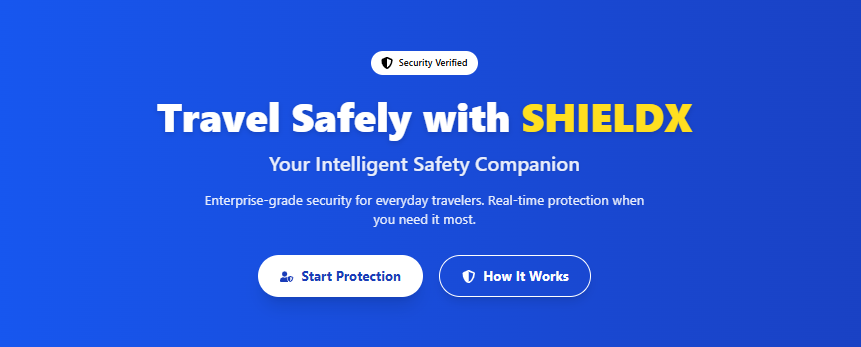 Security Verified
Travel Safely with SHIELDX
Your Intelligent Safety Companion
Enterprise-grade security for everyday travelers. Real-time protection when
you need it most.
Start Protection
How It Works